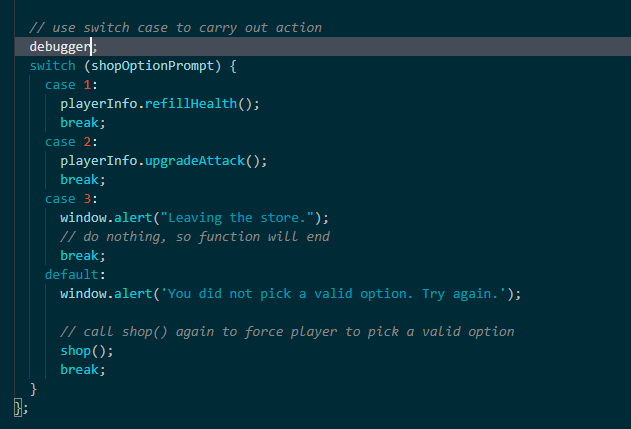 // use switch case to carry out action
debugger;
switch (shopOptionPrompt) {
case 1:
playerInfo.refillHealth();
break;
case 2:
playerInfo.upgradeAttack();
break;
case 3:
window.alert("Leaving the store.");
// do nothing, so function will end
break;
default:
window.alert('You did not pick a valid option. Try again.');
// call shop() again to force player to pick a valid option
shop();
break;
}
};